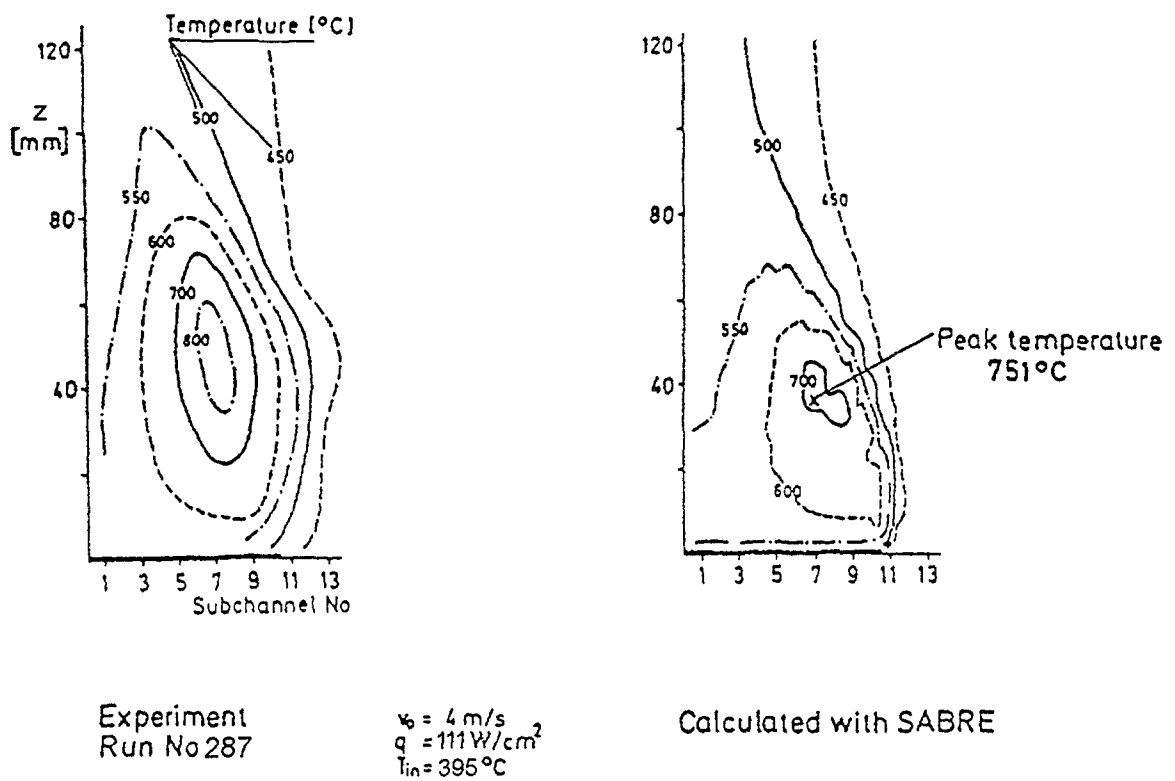 Temperature [°C]
120
Z
[mm]
80
40
500
450
550
600
700
800
1 3 5 7 9 11 13
Subchannel No
120
80
40
500
450
550
700
600
Peak temperature
751°C
1 3 5 7 9 11 13
Experiment
Run No 287
v₀ = 4 m/s
q = 111 W/cm²
Tin = 395 °C
Calculated with SABRE